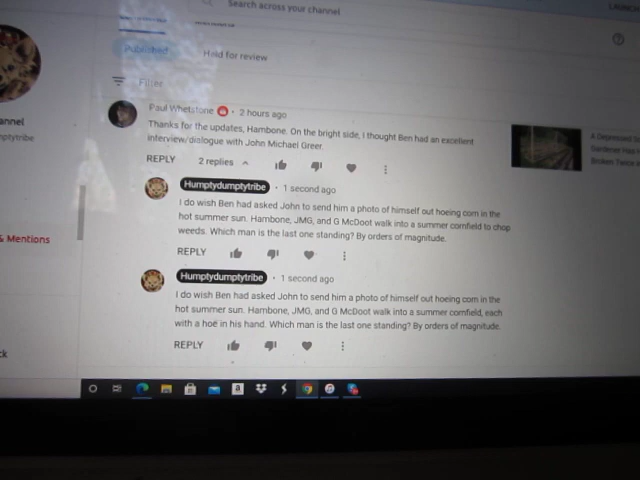 Search across your channel
Published
Held for review
Filter
annel
mptytribe
& Mentions
Paul Whetstone · 2 hours ago
Thanks for the updates, Hambone. On the bright side, I thought Ben had an excellent
interview/dialogue with John Michael Greer.
REPLY 2 replies
Humptydumptytribe · 1 second ago
I do wish Ben had asked John to send him a photo of himself out hoeing corn in the
hot summer sun. Hambone, JMG, and G McDoot walk into a summer cornfield to chop
weeds. Which man is the last one standing? By orders of magnitude.
REPLY
Humptydumptytribe · 1 second ago
I do wish Ben had asked John to send him a photo of himself out hoeing corn in the
hot summer sun. Hambone, JMG, and G McDoot walk into a summer cornfield, each
with a hoe in his hand. Which man is the last one standing? By orders of magnitude.
REPLY
A Depressed
Gardener Has
Broken Twice
ck
a